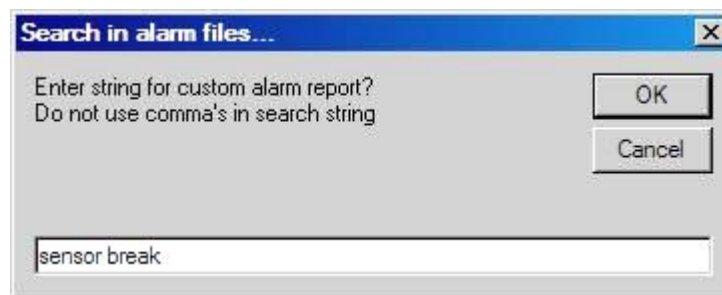 Search in alarm files...
Enter string for custom alarm report?
Do not use comma's in search string
OK
Cancel
sensor break